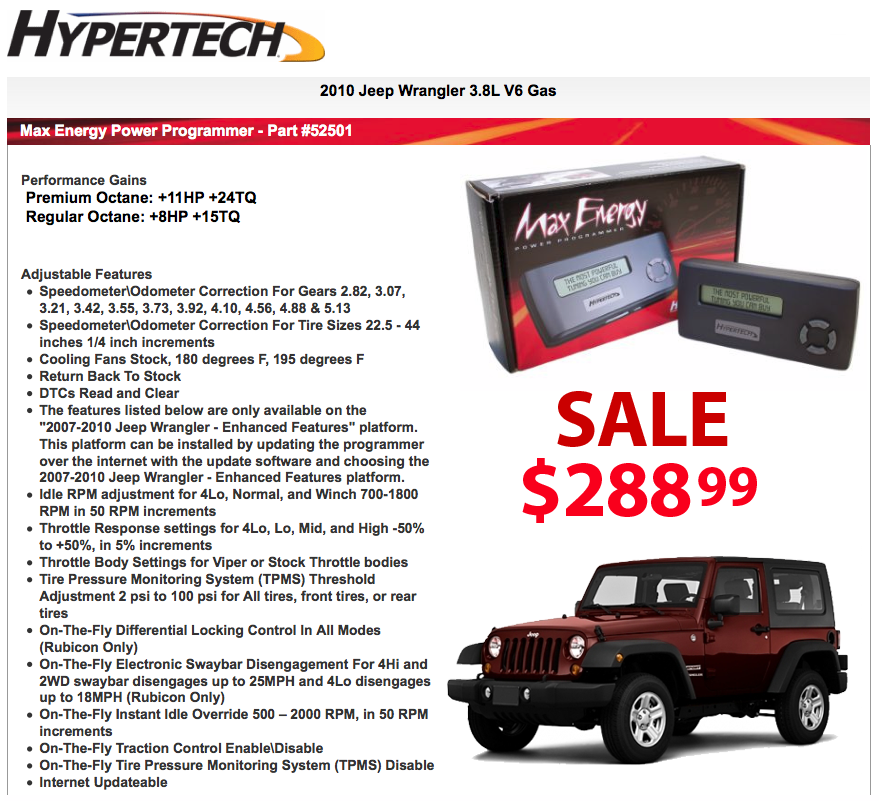 HYPERTECH
2010 Jeep Wrangler 3.8L V6 Gas
Max Energy Power Programmer - Part #52501
Performance Gains
Premium Octane: +11HP +24TQ
Regular Octane: +8HP +15TQ
Adjustable Features
• Speedometer\Odometer Correction For Gears 2.82, 3.07,
3.21, 3.42, 3.55, 3.73, 3.92, 4.10, 4.56, 4.88 & 5.13
• Speedometer\Odometer Correction For Tire Sizes 22.5 - 44
inches 1/4 inch increments
• Cooling Fans Stock, 180 degrees F, 195 degrees F
• Return Back To Stock
• DTCs Read and Clear
• The features listed below are only available on the
"2007-2010 Jeep Wrangler - Enhanced Features" platform.
This platform can be installed by updating the programmer
over the internet with the update software and choosing the
2007-2010 Jeep Wrangler - Enhanced Features platform.
• Idle RPM adjustment for 4Lo, Normal, and Winch 700-1800
RPM in 50 RPM increments
• Throttle Response settings for 4Lo, Lo, Mid, and High -50%
to +50%, in 5% increments
• Throttle Body Settings for Viper or Stock Throttle bodies
• Tire Pressure Monitoring System (TPMS) Threshold
Adjustment 2 psi to 100 psi for All tires, front tires, or rear
tires
• On-The-Fly Differential Locking Control In All Modes
(Rubicon Only)
• On-The-Fly Electronic Swaybar Disengagement For 4Hi and
2WD swaybar disengages up to 25MPH and 4Lo disengages
up to 18MPH (Rubicon Only)
• On-The-Fly Instant Idle Override 500 – 2000 RPM, in 50 RPM
increments
• On-The-Fly Traction Control Enable\Disable
• On-The-Fly Tire Pressure Monitoring System (TPMS) Disable
• Internet Updateable
Max Energy
POWER PROGRAMMER
THE MOST POWERFUL
TUNING YOU CAN BUY
HYPERTECH
THE MOST POWERFUL
TUNING YOU CAN BUY
HYPERTECH
SALE
$288 99
Jeep